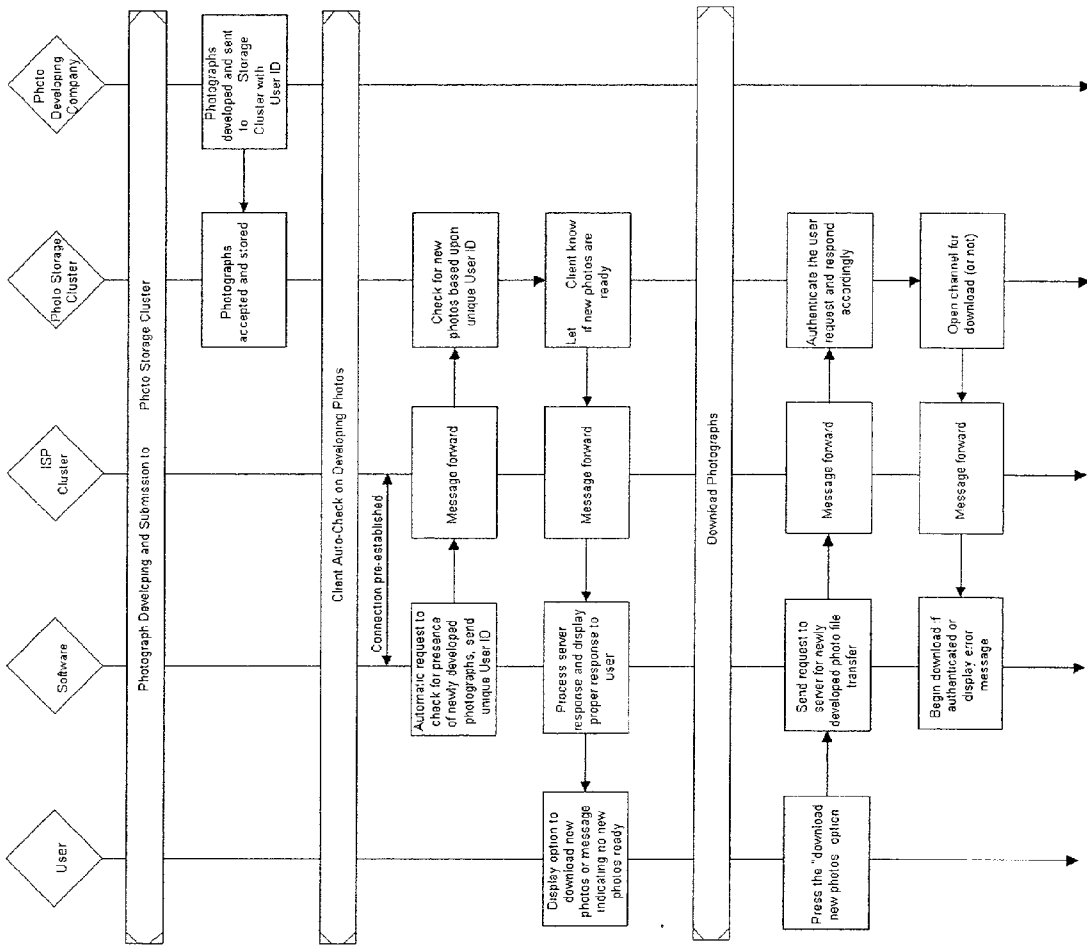 User
Software
ISP
Cluster
Photo Storage
Cluster
Photo
Developing
Company
Photograph Developing and Submission to Photo Storage Cluster
Photographs
developed and sent
to Storage
Cluster with
User ID
Photographs
accepted and stored
Client Auto-Check on Developing Photos
Connection pre-established
Automatic request to
check for presence
of newly developed
photographs, send
unique User ID
Message forward
Check for new
photos based upon
unique User ID
Let Client know
if new photos are
ready
Message forward
Process server
response and display
proper response to
user
Display option to
download new
photos or message
indicating no new
photos ready
Download Photographs
Press the "download
new photos option
Send request to
server for newly
developed photo file
transfer
Message forward
Authenticate the user
request and respond
accordingly
Open channel for
download (or not)
Message forward
Begin download if
authenticated or
display error
message